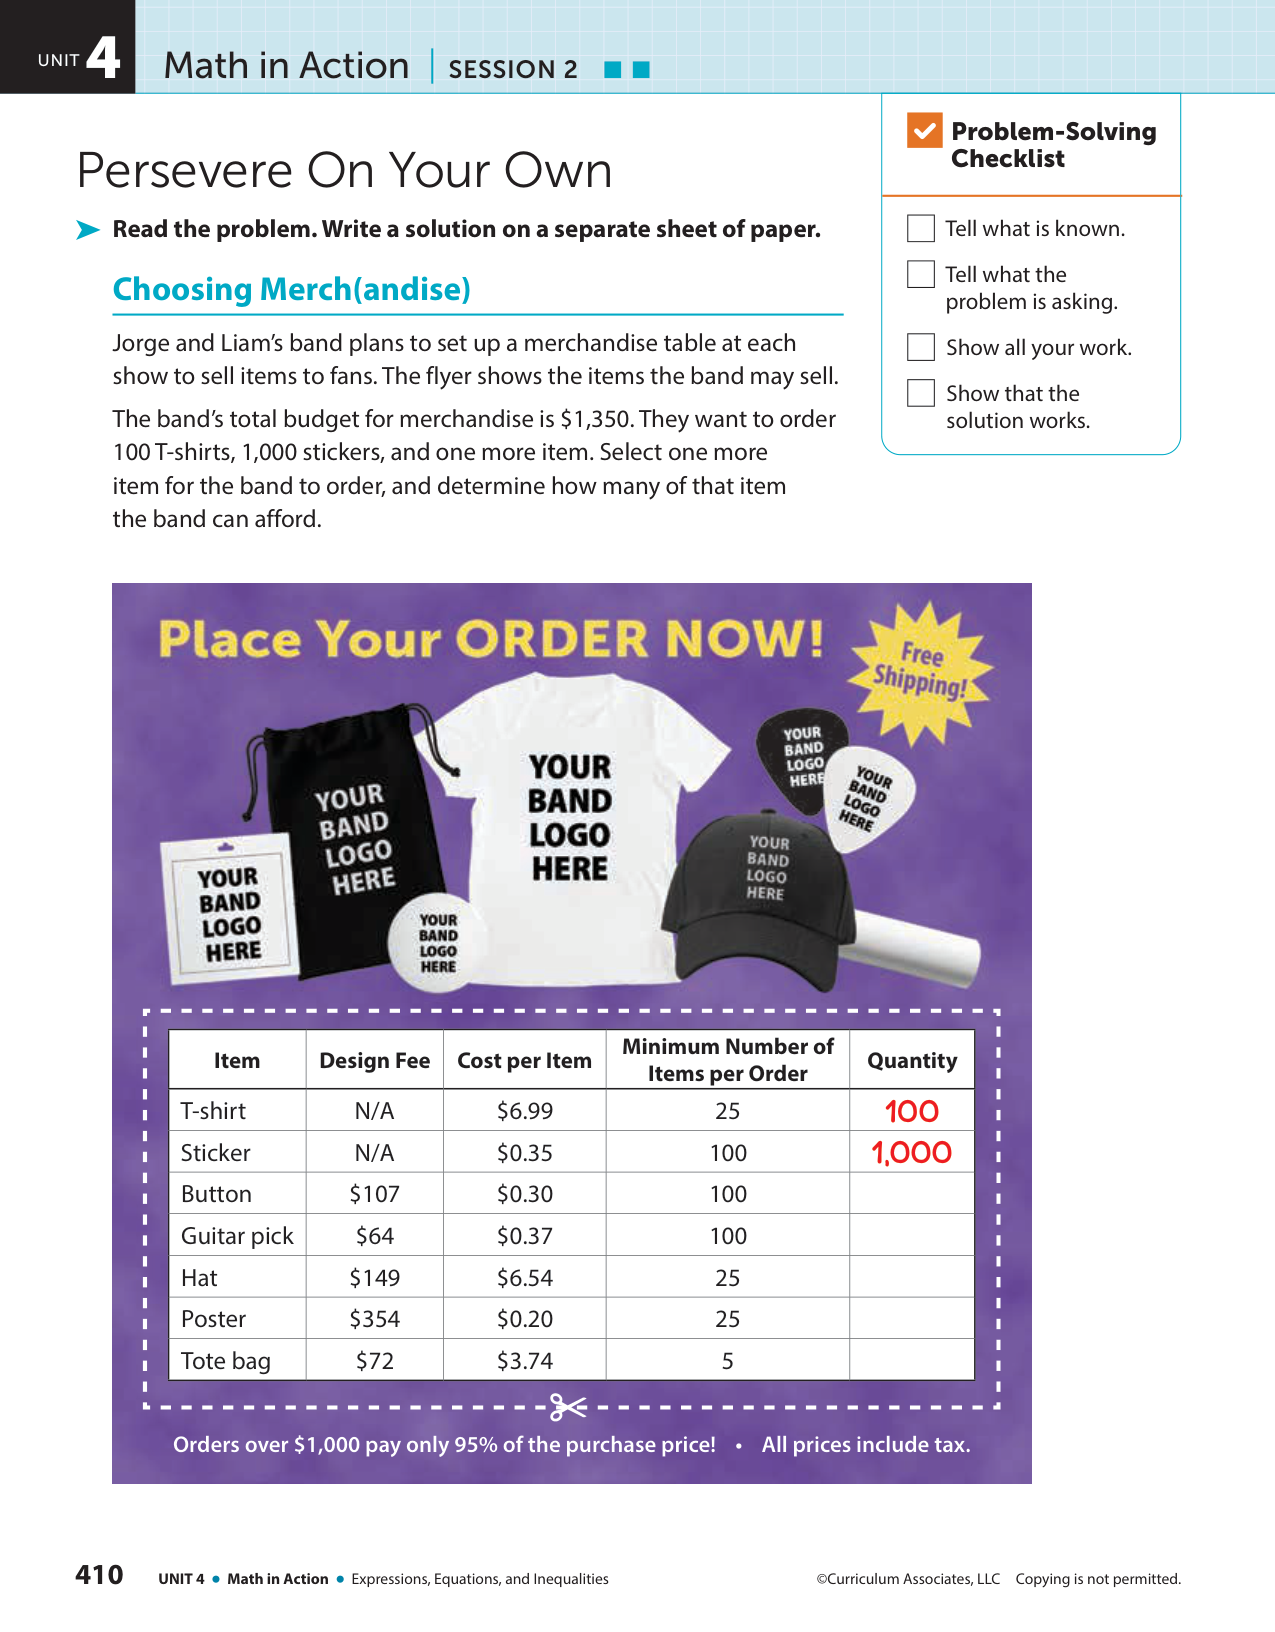 UNIT 4
Math in Action | SESSION 2
Problem-Solving
Checklist
Tell what is known.
Tell what the
problem is asking.
Show all your work.
Show that the
solution works.
Persevere On Your Own
Read the problem. Write a solution on a separate sheet of paper.
Choosing Merch(andise)
Jorge and Liam’s band plans to set up a merchandise table at each
show to sell items to fans. The flyer shows the items the band may sell.
The band’s total budget for merchandise is $1,350. They want to order
100 T-shirts, 1,000 stickers, and one more item. Select one more
item for the band to order, and determine how many of that item
the band can afford.
Place Your ORDER NOW!
Free
Shipping!
YOUR
BAND
LOGO
HERE
YOUR
BAND
LOGO
HERE
YOUR
BAND
LOGO
HERE
YOUR
BAND
LOGO
HERE
YOUR
BAND
LOGO
HERE
YOUR
BAND
LOGO
HERE
YOUR
BAND
LOGO
HERE
Item Design Fee Cost per Item Minimum Number of Items per Order Quantity
T-shirt N/A $6.99 25 100
Sticker N/A $0.35 100 1,000
Button $107 $0.30 100
Guitar pick $64 $0.37 100
Hat $149 $6.54 25
Poster $354 $0.20 25
Tote bag $72 $3.74 5
Orders over $1,000 pay only 95% of the purchase price! • All prices include tax.
410 UNIT 4 • Math in Action • Expressions, Equations, and Inequalities ©Curriculum Associates, LLC Copying is not permitted.